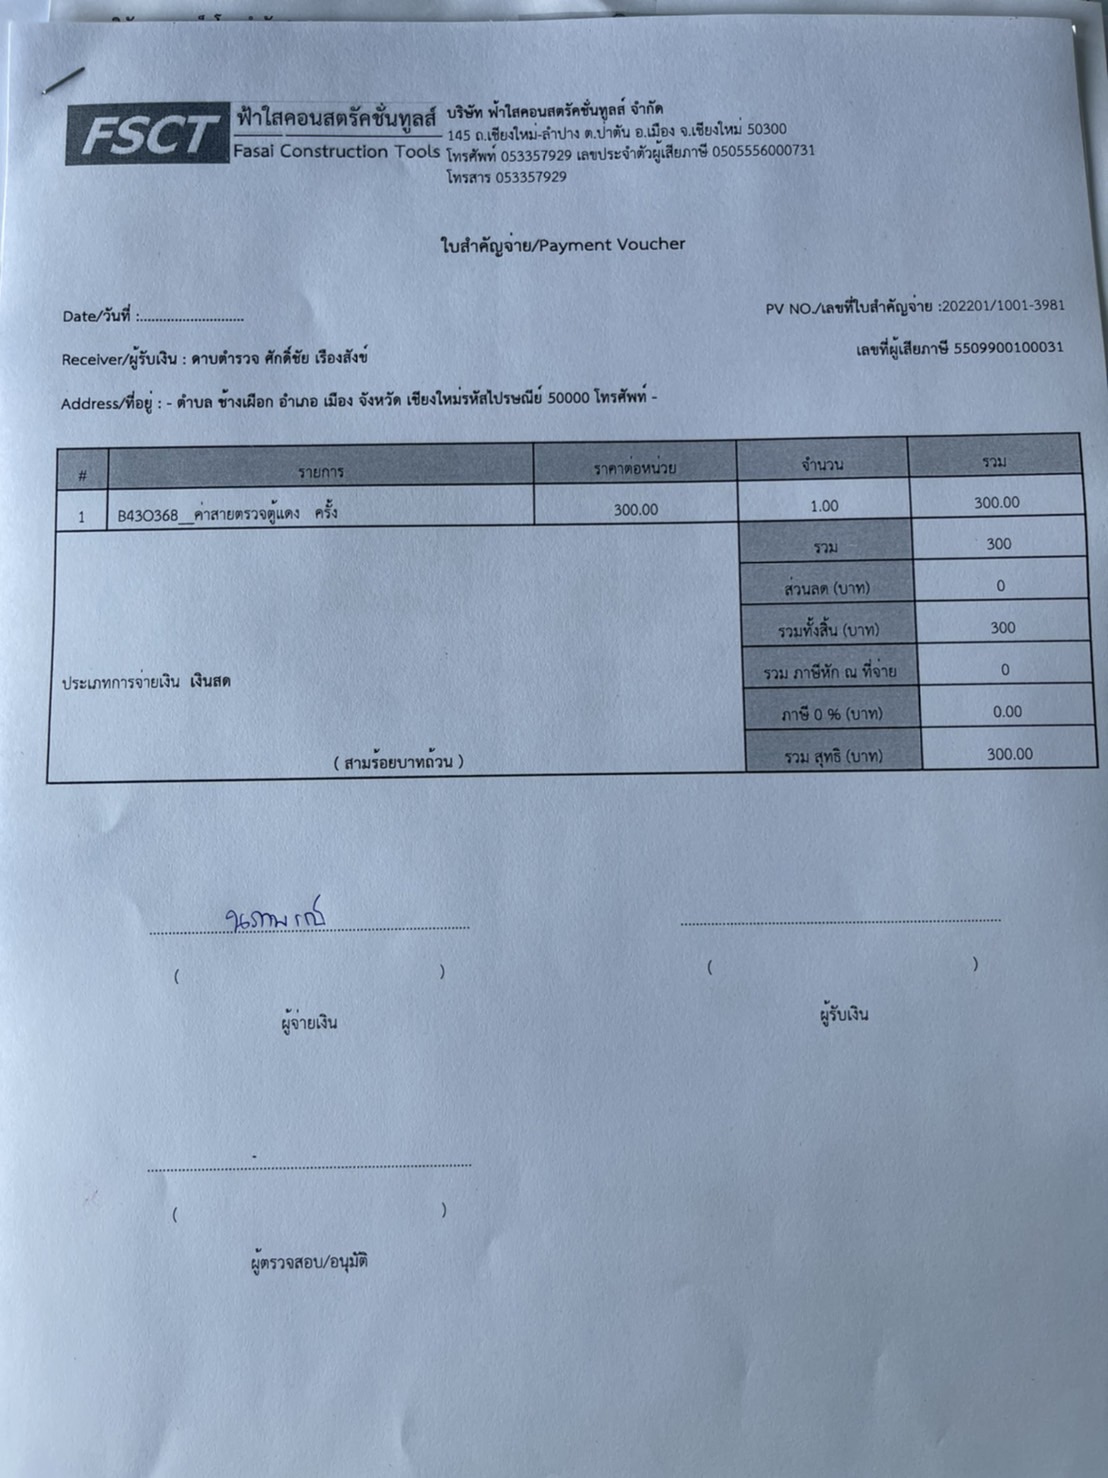 FSCT
ฟ้าใสคอนสตรัคชั่นทูลส์
Fasai Construction Tools
บริษัท ฟ้าใสคอนสตรัคชั่นทูลส์ จำกัด
145 ถ.เชียงใหม่-ลำปาง ต.ป่าตัน อ.เมือง จ.เชียงใหม่ 50300
โทรศัพท์ 053357929 เลขประจำตัวผู้เสียภาษี 0505556000731
โทรสาร 053357929
ใบสำคัญจ่าย/Payment Voucher
Date/วันที่ :..........................
PV NO./เลขที่ใบสำคัญจ่าย :202201/1001-3981
Receiver/ผู้รับเงิน : ดาบตำรวจ ศักดิ์ชัย เรืองสังข์
เลขที่ผู้เสียภาษี 5509900100031
Address/ที่อยู่ : - ตำบล ช้างเผือก อำเภอ เมือง จังหวัด เชียงใหม่รหัสไปรษณีย์ 50000 โทรศัพท์ -
# รายการ ราคาต่อหน่วย จำนวน รวม
1 B43O368__ค่าสายตรวจตู้แดง ครั้ง 300.00 1.00 300.00
รวม 300
ส่วนลด (บาท) 0
รวมทั้งสิ้น (บาท) 300
ประเภทการจ่ายเงิน เงินสด
รวม ภาษีหัก ณ ที่จ่าย 0
ภาษี 0 % (บาท) 0.00
( สามร้อยบาทถ้วน )
รวม สุทธิ (บาท) 300.00
( ) ( )
ผู้จ่ายเงิน ผู้รับเงิน
( )
ผู้ตรวจสอบ/อนุมัติ